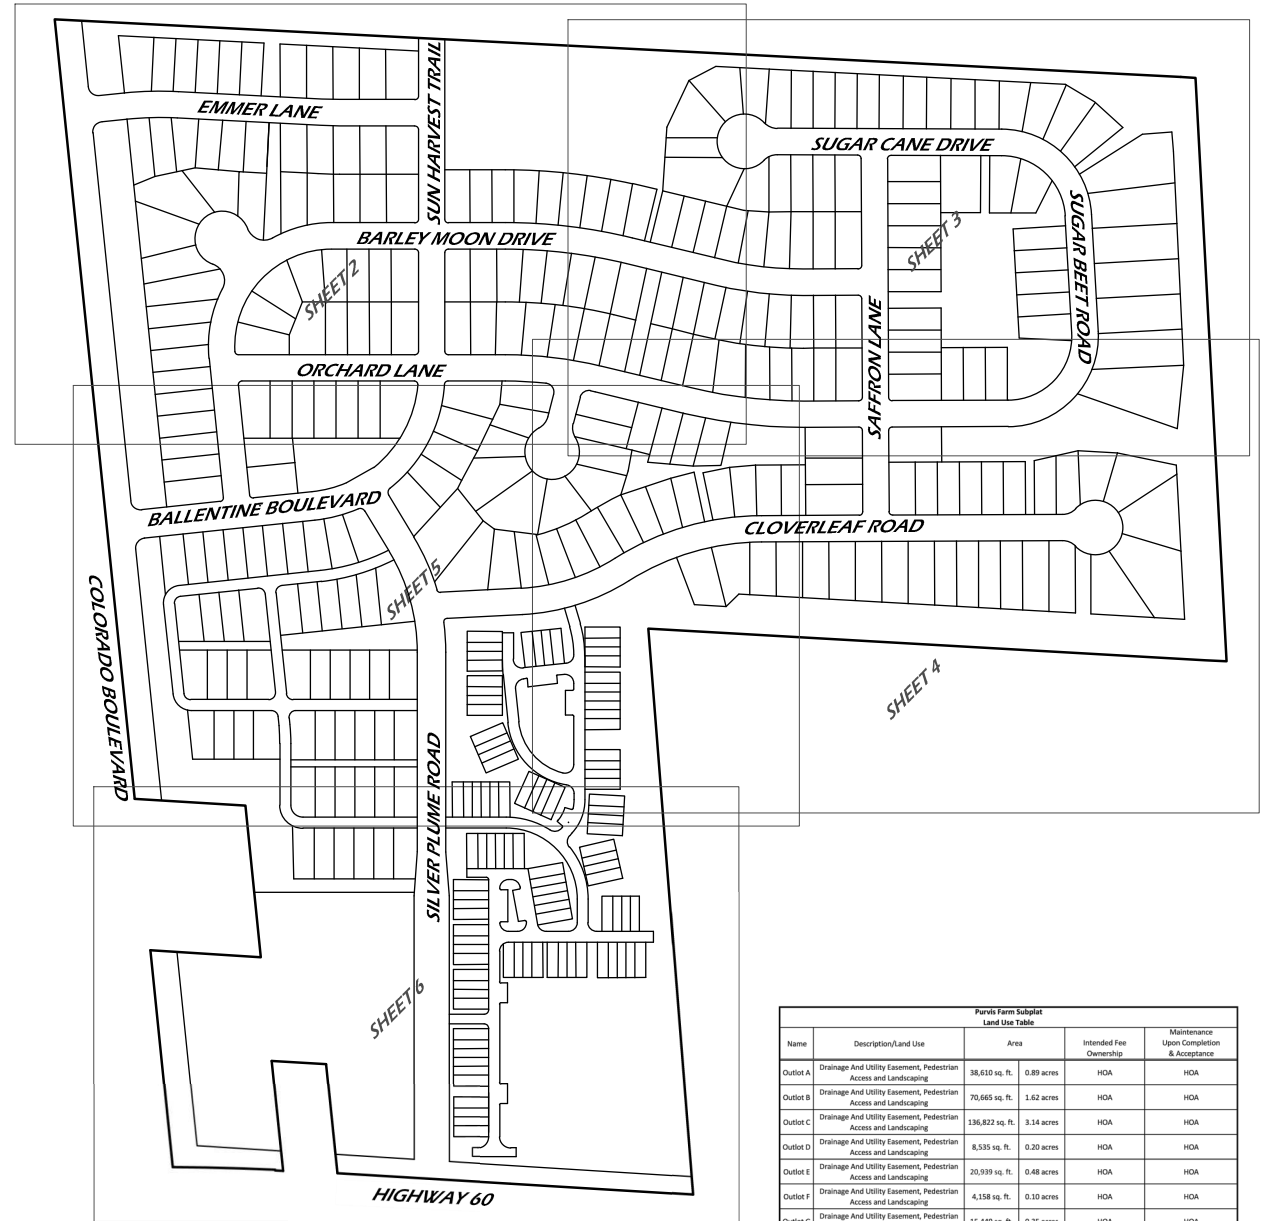 EMMER LANE
SUN HARVEST TRAIL
SUGAR CANE DRIVE
SUGAR BEET ROAD
SHEET 3
BARLEY MOON DRIVE
SHEET 2
SAFFRON LANE
ORCHARD LANE
BALLENTINE BOULEVARD
CLOVERLEAF ROAD
SHEET 5
COLORADO BOULEVARD
SHEET 4
SILVER PLUME ROAD
SHEET 6
HIGHWAY 60
Purvis Farm Subplat
Land Use Table
Name Description/Land Use Area Intended Fee Ownership Maintenance Upon Completion & Acceptance
Outlot A Drainage And Utility Easement, Pedestrian Access and Landscaping 38,610 sq. ft. 0.89 acres HOA HOA
Outlot B Drainage And Utility Easement, Pedestrian Access and Landscaping 70,665 sq. ft. 1.62 acres HOA HOA
Outlot C Drainage And Utility Easement, Pedestrian Access and Landscaping 136,822 sq. ft. 3.14 acres HOA HOA
Outlot D Drainage And Utility Easement, Pedestrian Access and Landscaping 8,535 sq. ft. 0.20 acres HOA HOA
Outlot E Drainage And Utility Easement, Pedestrian Access and Landscaping 20,939 sq. ft. 0.48 acres HOA HOA
Outlot F Drainage And Utility Easement, Pedestrian Access and Landscaping 4,158 sq. ft. 0.10 acres HOA HOA
Drainage And Utility Easement, Pedestrian